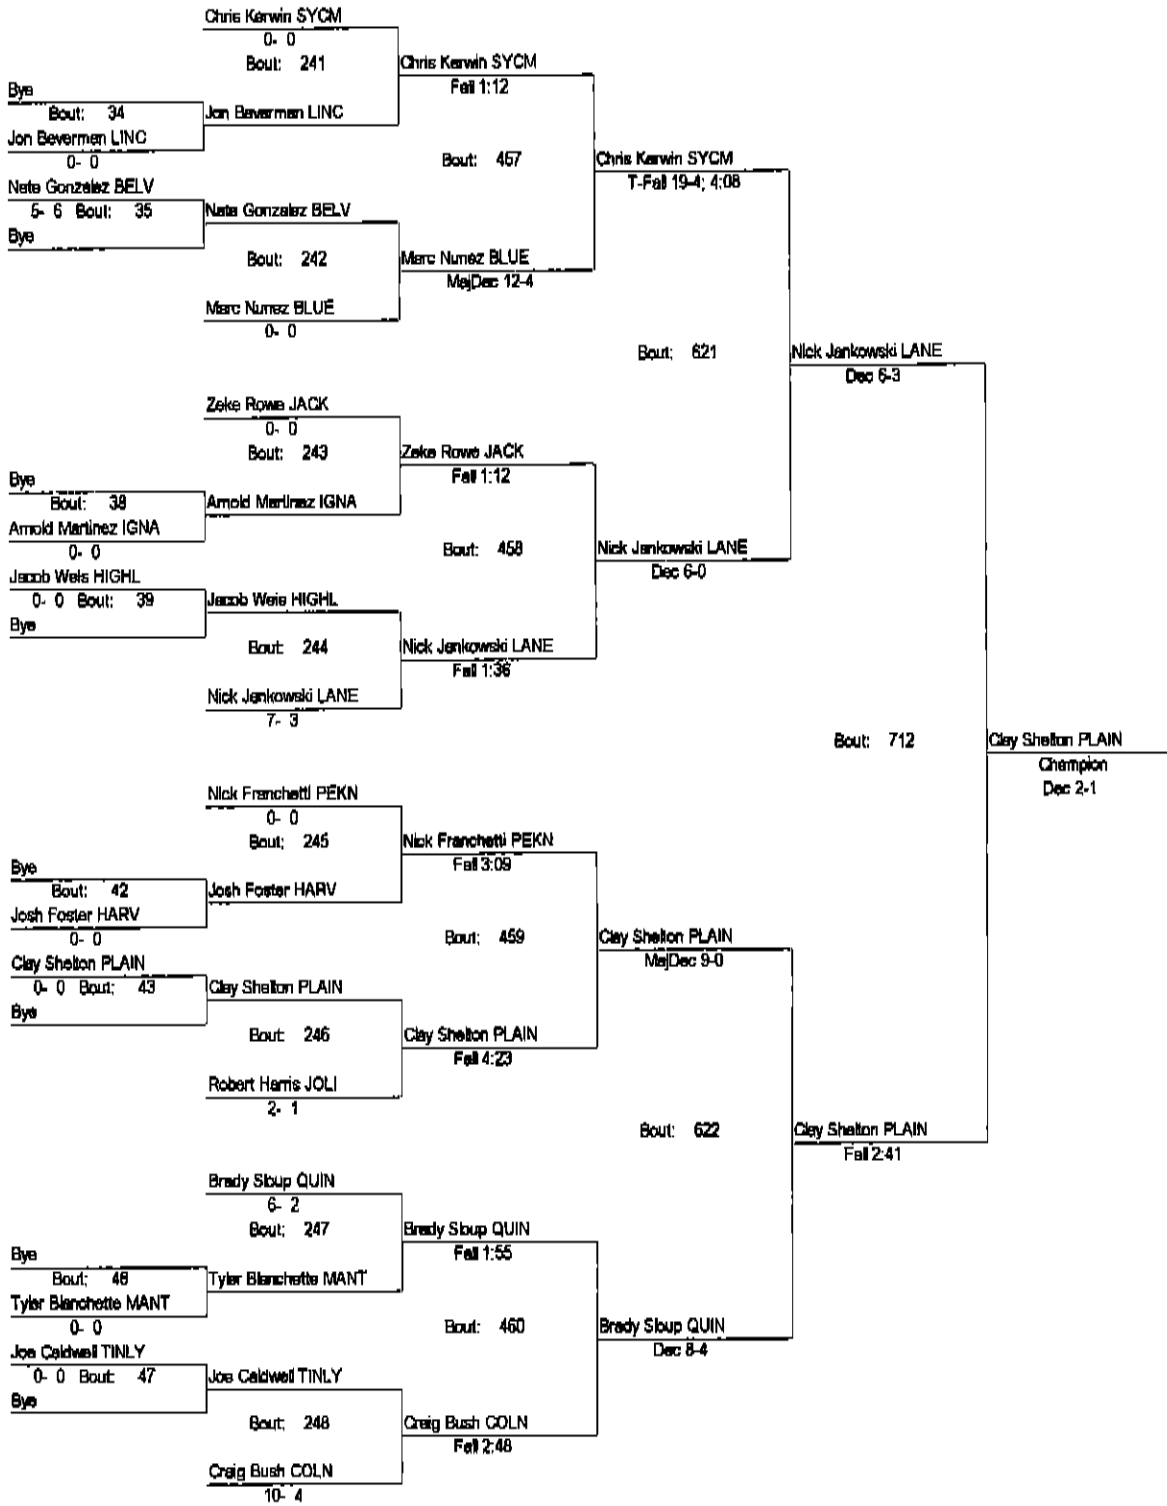 Chris Kerwin SYCM
0- 0
Bout: 241
Chris Kerwin SYCM
Fall 1:12
Bye
Bout: 34
Jon Beverman LINC
Jon Beverman LINC
0- 0
Bout: 457
Chris Kerwin SYCM
T-Fall 19-4; 4:08
Nate Gonzalez BELV
5- 6 Bout: 35
Nate Gonzalez BELV
Bye
Bout: 242
Marc Nunez BLUE
MajDec 12-4
Marc Nunez BLUE
0- 0
Bout: 621
Nick Jankowski LANE
Dec 6-3
Zeke Rowe JACK
0- 0
Bout: 243
Zeke Rowe JACK
Fall 1:12
Bye
Bout: 38
Arnold Martinez IGNA
Arnold Martinez IGNA
0- 0
Bout: 458
Nick Jankowski LANE
Dec 6-0
Jacob Weis HIGHL
0- 0 Bout: 39
Jacob Weis HIGHL
Bye
Bout: 244
Nick Jankowski LANE
Fall 1:36
Nick Jankowski LANE
7- 3
Bout: 712
Clay Shelton PLAIN
Champion
Dec 2-1
Nick Franchetti PEKN
0- 0
Bout: 245
Nick Franchetti PEKN
Fall 3:09
Bye
Bout: 42
Josh Foster HARV
Josh Foster HARV
0- 0
Bout: 459
Clay Shelton PLAIN
MajDec 9-0
Clay Shelton PLAIN
0- 0 Bout: 43
Clay Shelton PLAIN
Bye
Bout: 246
Clay Shelton PLAIN
Fall 4:23
Robert Harris JOLI
2- 1
Bout: 622
Clay Shelton PLAIN
Fall 2:41
Brady Sloup QUIN
6- 2
Bout: 247
Brady Sloup QUIN
Fall 1:55
Bye
Bout: 46
Tyler Blanchette MANT
Tyler Blanchette MANT
0- 0
Bout: 460
Brady Sloup QUIN
Dec 8-4
Joe Caldwell TINLY
0- 0 Bout: 47
Joe Caldwell TINLY
Bye
Bout: 248
Craig Bush COLN
Fall 2:48
Craig Bush COLN
10- 4